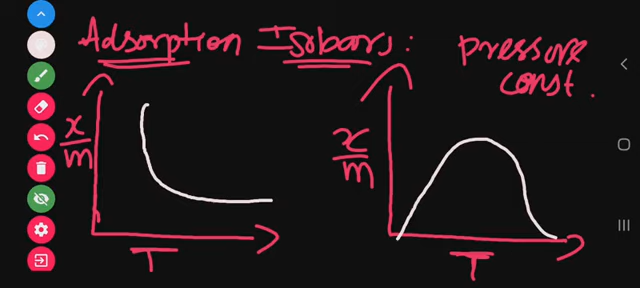 Adsorption Isobars:
pressure
const.
x/m
T
x/m
T